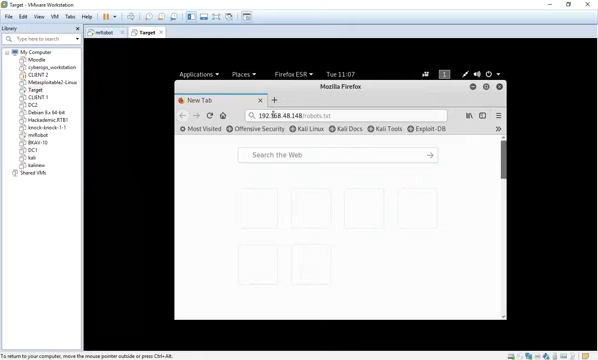 Target - VMware Workstation
File Edit View VM Tabs Help
Library
Type here to search
My Computer
Moodle
cyberops_workstation
CLIENT 2
Metasploitable2-Linux
Target
CLIENT 1
DC2
Debian 9.x 64-bit
Hackademic.RTB1
knock-knock-1-1
mrRobot
BKAV-10
DC1
kali
kalinew
Shared VMs
mrRobot
Target
Applications Places Firefox ESR Tue 11:07 1
Mozilla Firefox
New Tab
192.168.48.148/robots.txt
Most Visited Offensive Security Kali Linux Kali Docs Kali Tools Exploit-DB
Search the Web
To return to your computer, move the mouse pointer outside or press Ctrl+Alt.